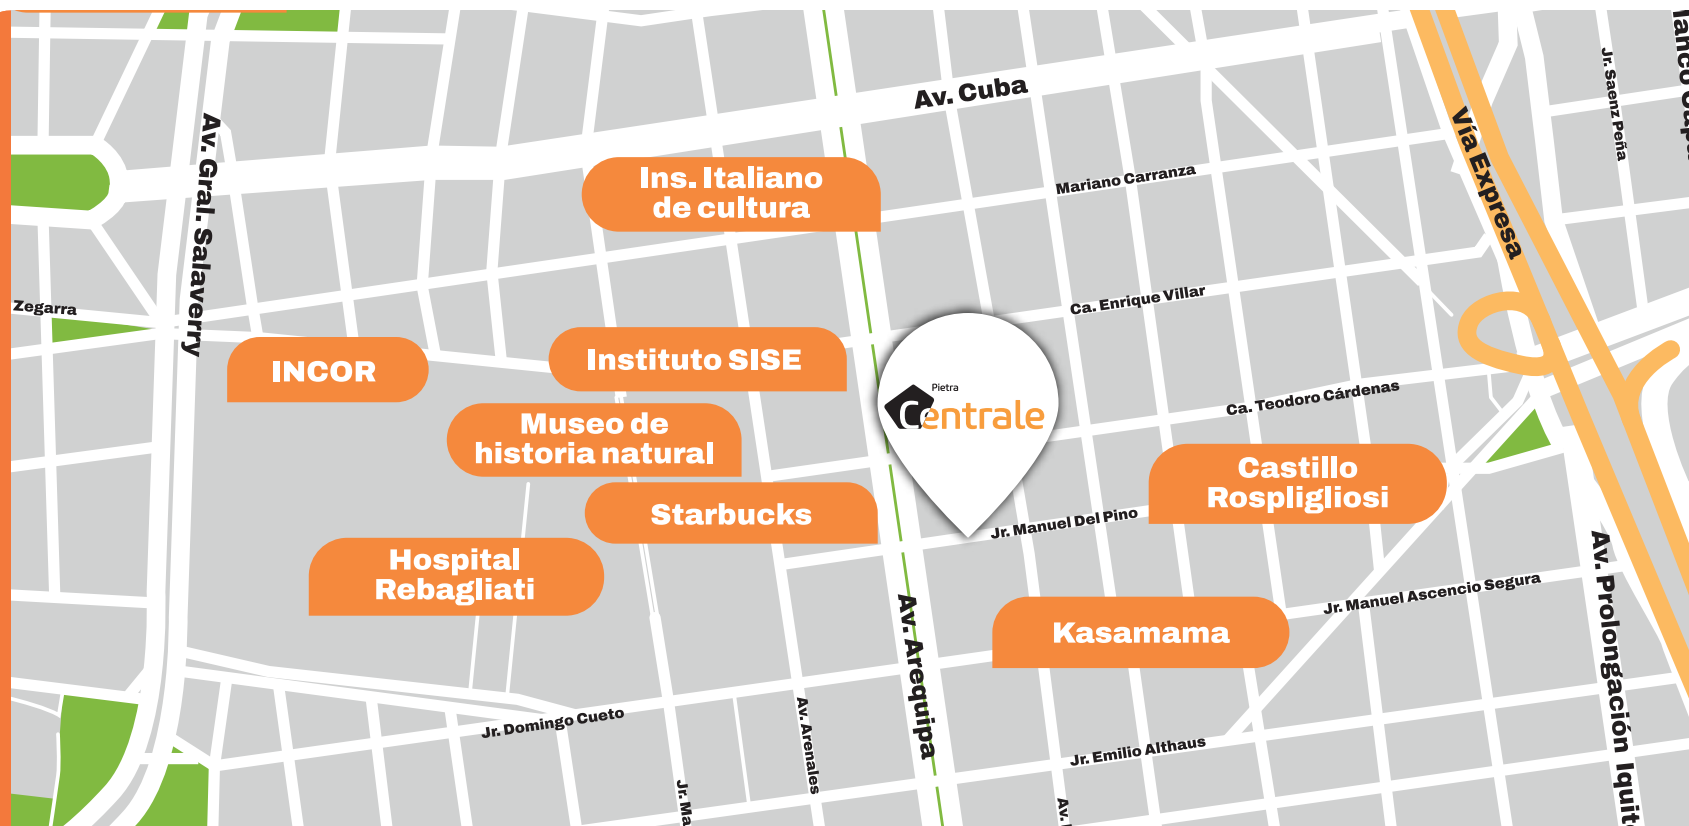 Av. Cuba
Jr. Saenz Peña
Vía Expresa
Av. Gral. Salaverry
Ins. Italiano
de cultura
Mariano Carranza
Zegarra
Ca. Enrique Villar
INCOR
Instituto SISE
Pietra
Centrale
Ca. Teodoro Cárdenas
Museo de
historia natural
Castillo
Rospligliosi
Starbucks
Jr. Manuel Del Pino
Hospital
Rebagliati
Jr. Manuel Ascencio Segura
Kasamama
Av. Arequipa
Av. Prolongación Iquit
Jr. Domingo Cueto
Av. Arenales
Jr. Emilio Althaus
Jr. Ma
Av.